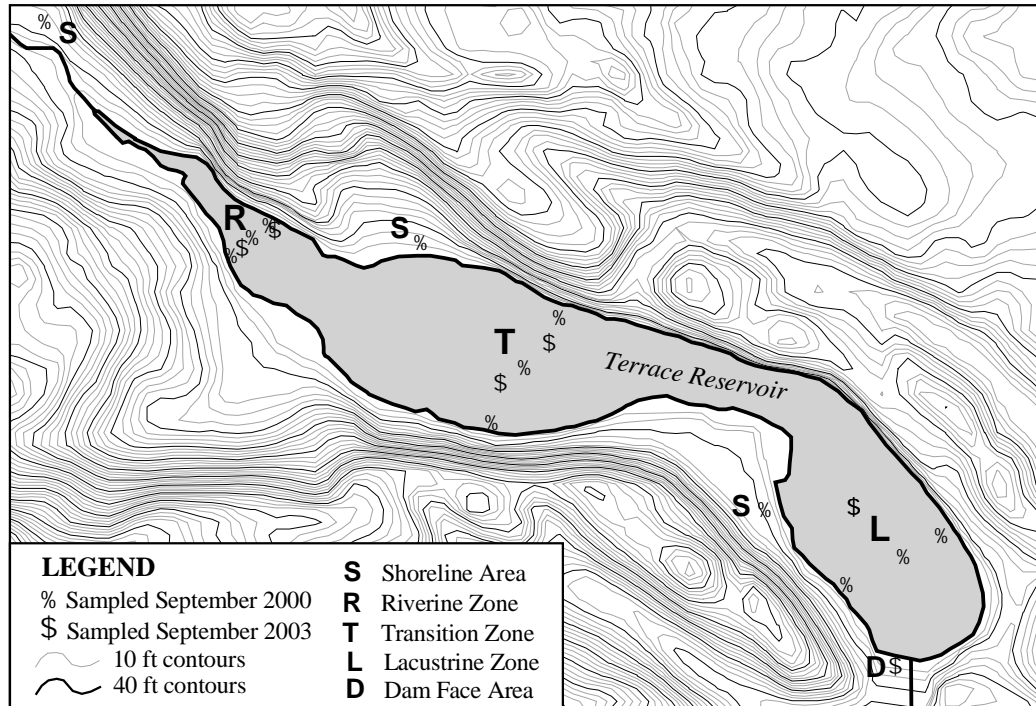 % S
R % $
% $
%
S %
%
T $
%
$
%
Terrace Reservoir
S %
$
L %
%
%
D $
LEGEND
% Sampled September 2000
$ Sampled September 2003
10 ft contours
40 ft contours
S Shoreline Area
R Riverine Zone
T Transition Zone
L Lacustrine Zone
D Dam Face Area